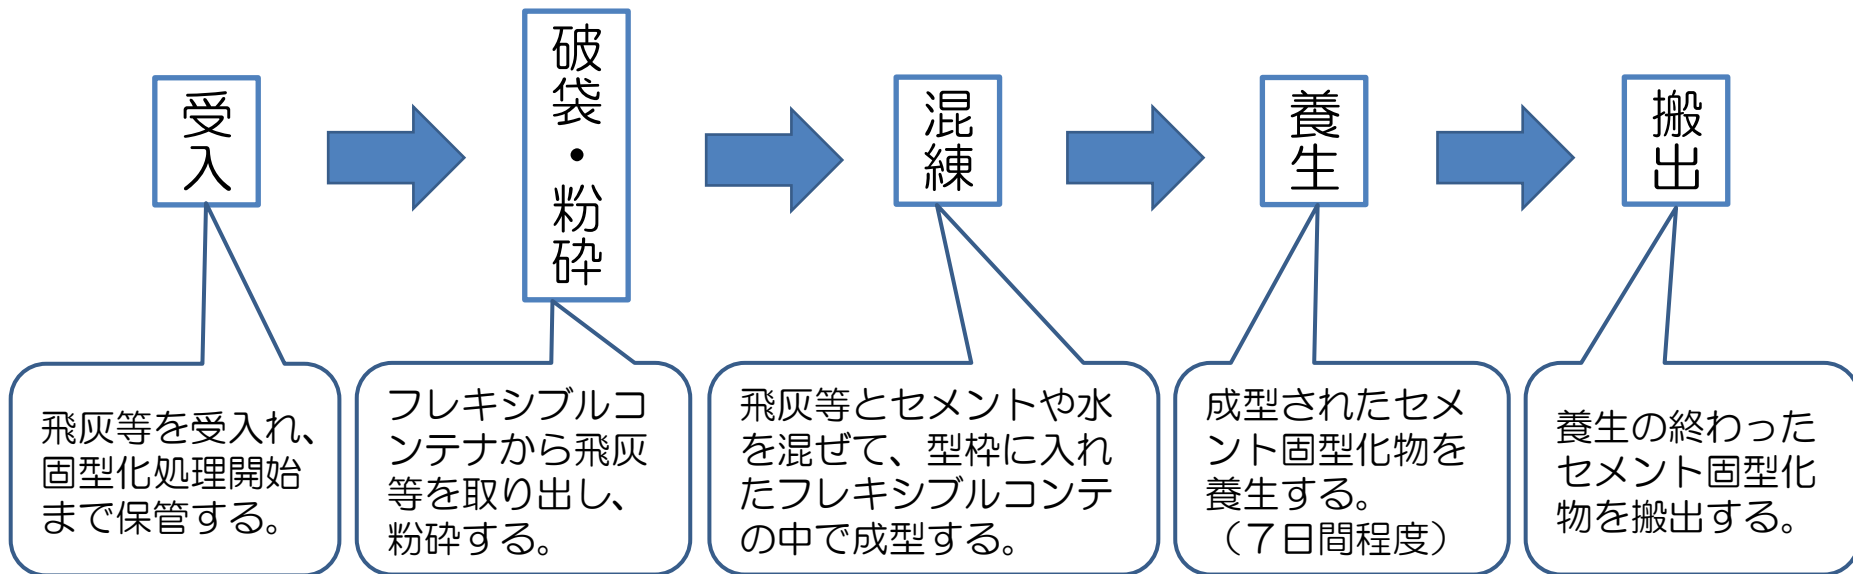 受入
破袋・粉砕
混練
養生
搬出
飛灰等を受入れ、
固型化処理開始
まで保管する。
フレキシブルコ
ンテナから飛灰
等を取り出し、
粉砕する。
飛灰等とセメントや水
を混ぜて、型枠に入れ
たフレキシブルコンテ
の中で成型する。
成型されたセメ
ント固型化物を
養生する。
（７日間程度）
養生の終わった
セメント固型化
物を搬出する。